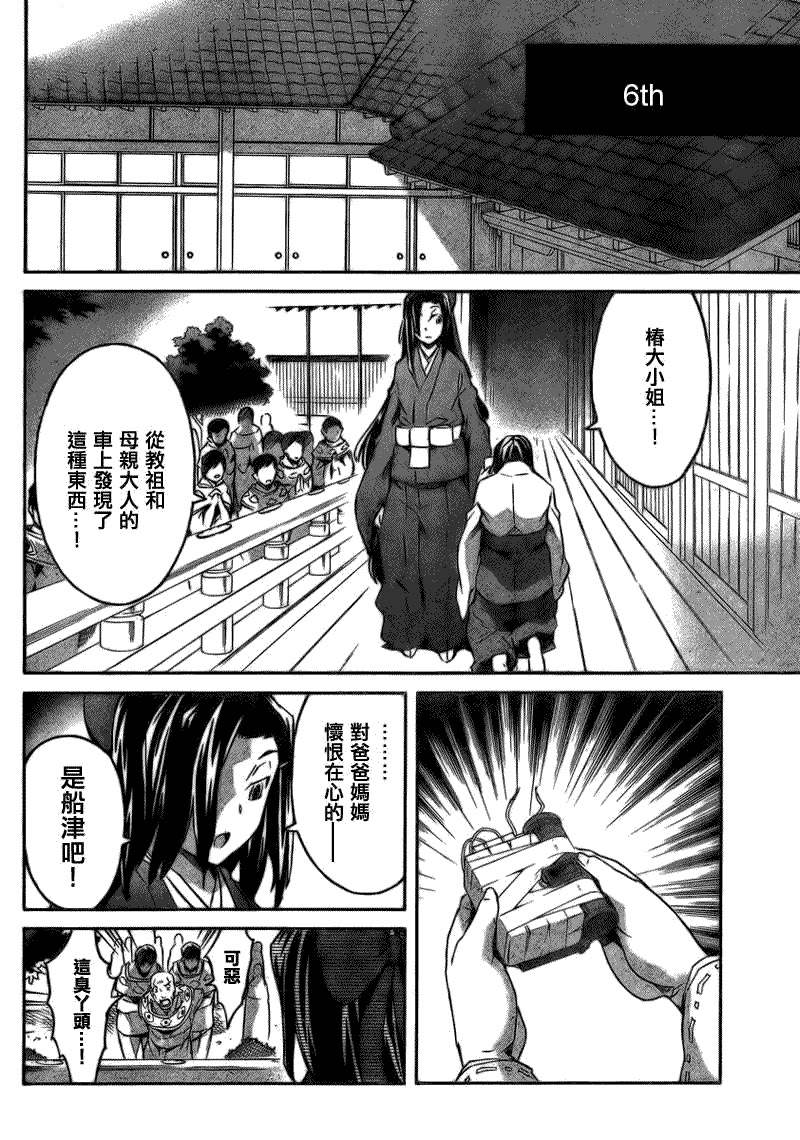 6th
椿大小姐…！
從教祖和
母親大人的
車上發現了
這種東西…！
………
對爸爸媽媽
懷恨在心的——
是船津吧！
可惡
這臭丫頭…！